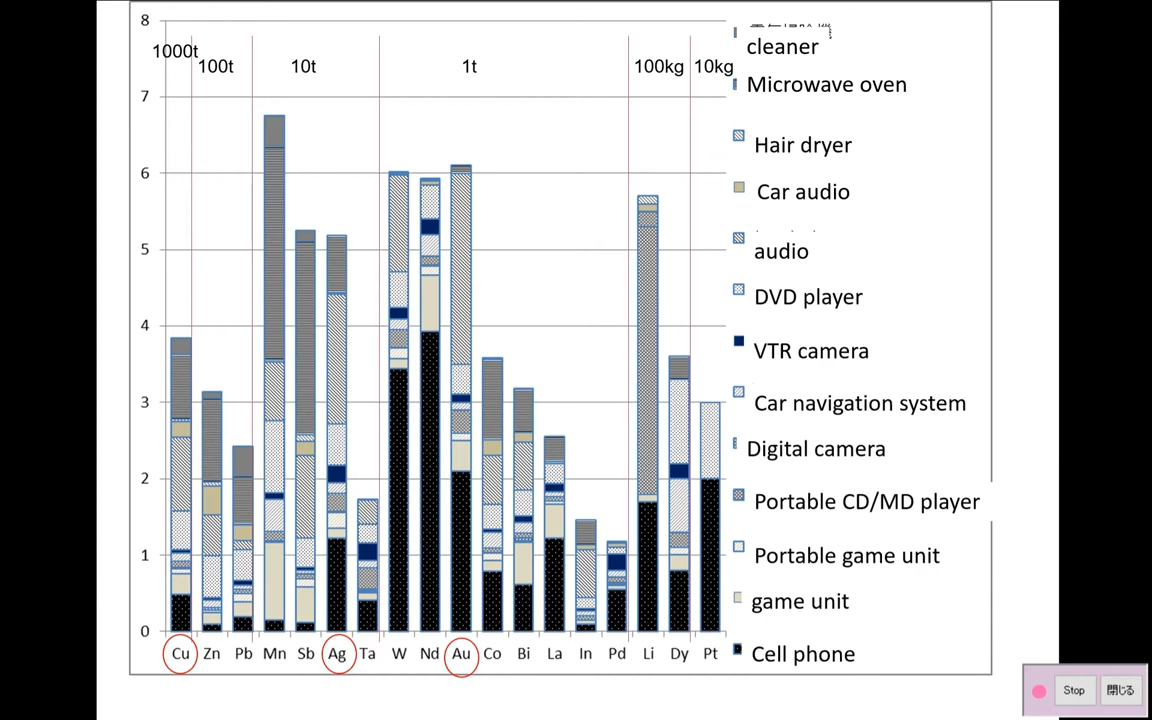 8
7
6
5
4
3
2
1
0
1000t
100t
10t
1t
100kg
10kg
Cu Zn Pb Mn Sb Ag Ta W Nd Au Co Bi La In Pd Li Dy Pt
cleaner
Microwave oven
Hair dryer
Car audio
audio
DVD player
VTR camera
Car navigation system
Digital camera
Portable CD/MD player
Portable game unit
game unit
Cell phone
Stop
閉じる